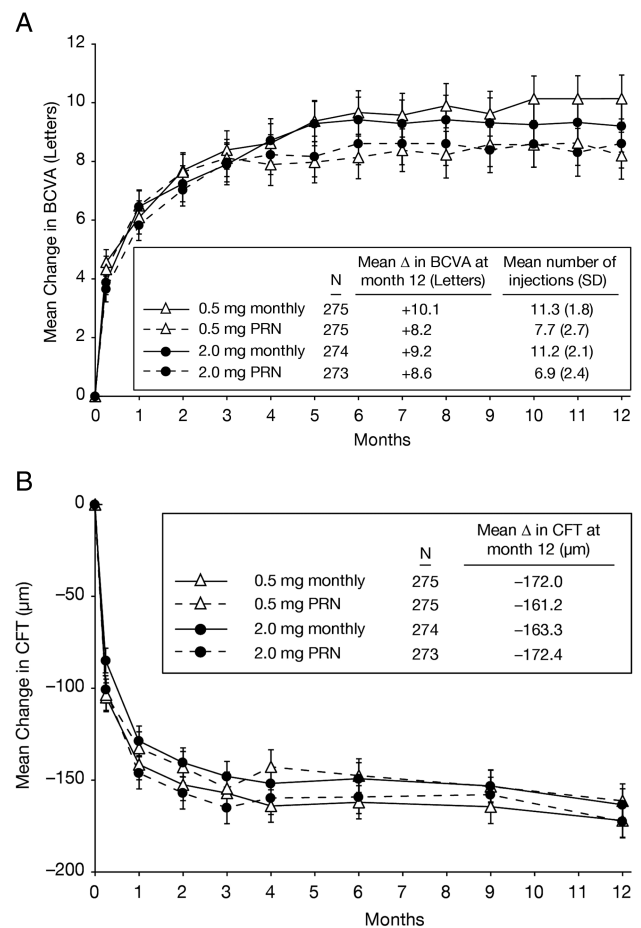 A
12
10
8
6
4
2
0
Mean Change in BCVA (Letters)
Mean Δ in BCVA at Mean number of
N month 12 (Letters) injections (SD)
0.5 mg monthly 275 +10.1 11.3 (1.8)
0.5 mg PRN 275 +8.2 7.7 (2.7)
2.0 mg monthly 274 +9.2 11.2 (2.1)
2.0 mg PRN 273 +8.6 6.9 (2.4)
0 1 2 3 4 5 6 7 8 9 10 11 12
Months
B
0
−50
−100
−150
−200
Mean Change in CFT (μm)
Mean Δ in CFT at
N month 12 (μm)
0.5 mg monthly 275 −172.0
0.5 mg PRN 275 −161.2
2.0 mg monthly 274 −163.3
2.0 mg PRN 273 −172.4
0 1 2 3 4 5 6 7 8 9 10 11 12
Months